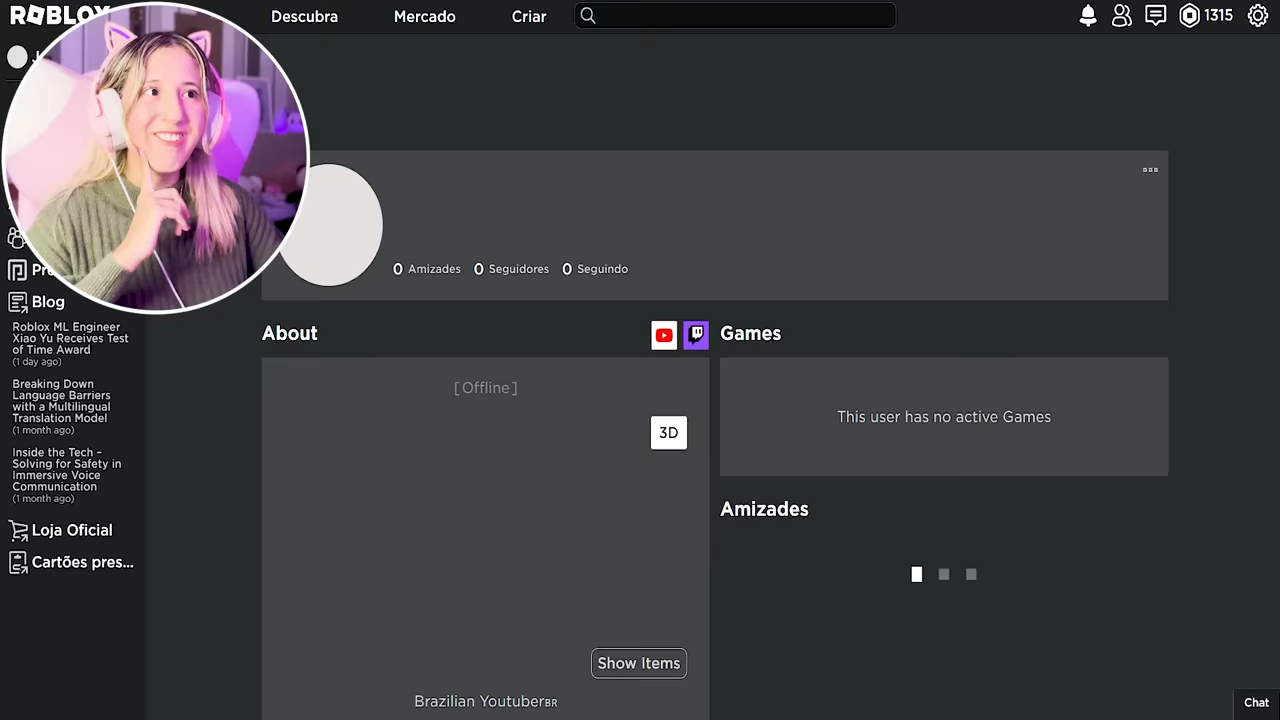 ROBLOX
Descubra
Mercado
Criar
1315
0 Amizades
0 Seguidores
0 Seguindo
Blog
Roblox ML Engineer
Xiao Yu Receives Test
of Time Award
(1 day ago)
Breaking Down
Language Barriers
with a Multilingual
Translation Model
(1 month ago)
Inside the Tech -
Solving for Safety in
Immersive Voice
Communication
(1 month ago)
Loja Oficial
Cartões pres...
About
[Offline]
3D
Show Items
Brazilian YoutuberBR
Games
This user has no active Games
Amizades
Chat